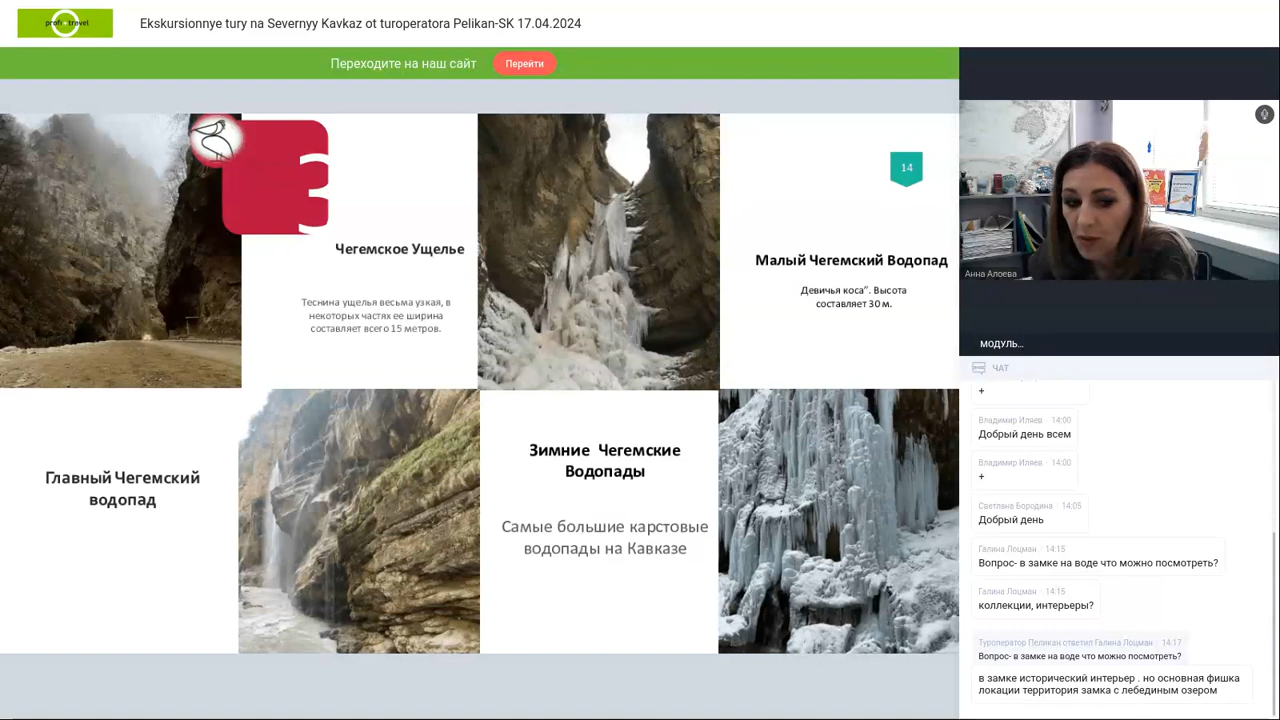 profi travel
Ekskursionnye tury na Severnyy Kavkaz ot turoperatora Pelikan-SK 17.04.2024
Переходите на наш сайт
Перейти
3
Чегемское Ущелье
Теснина ущелья весьма узкая, в
некоторых частях ее ширина
составляет всего 15 метров.
14
Малый Чегемский Водопад
Девичья коса”. Высота
составляет 30 м.
Главный Чегемский
водопад
Зимние Чегемские
Водопады
Самые большие карстовые
водопады на Кавказе
Анна Алоева
МОДУЛЬ...
ЧАТ
+
Владимир Иляев · 14:00
Добрый день всем
Владимир Иляев · 14:00
+
Светлана Бородина · 14:05
Добрый день
Галина Лоцман · 14:15
Вопрос- в замке на воде что можно посмотреть?
Галина Лоцман · 14:15
коллекции, интерьеры?
Туроператор Пеликан ответил Галина Лоцман · 14:17
Вопрос- в замке на воде что можно посмотреть?
в замке исторический интерьер . но основная фишка
локации территория замка с лебединым озером